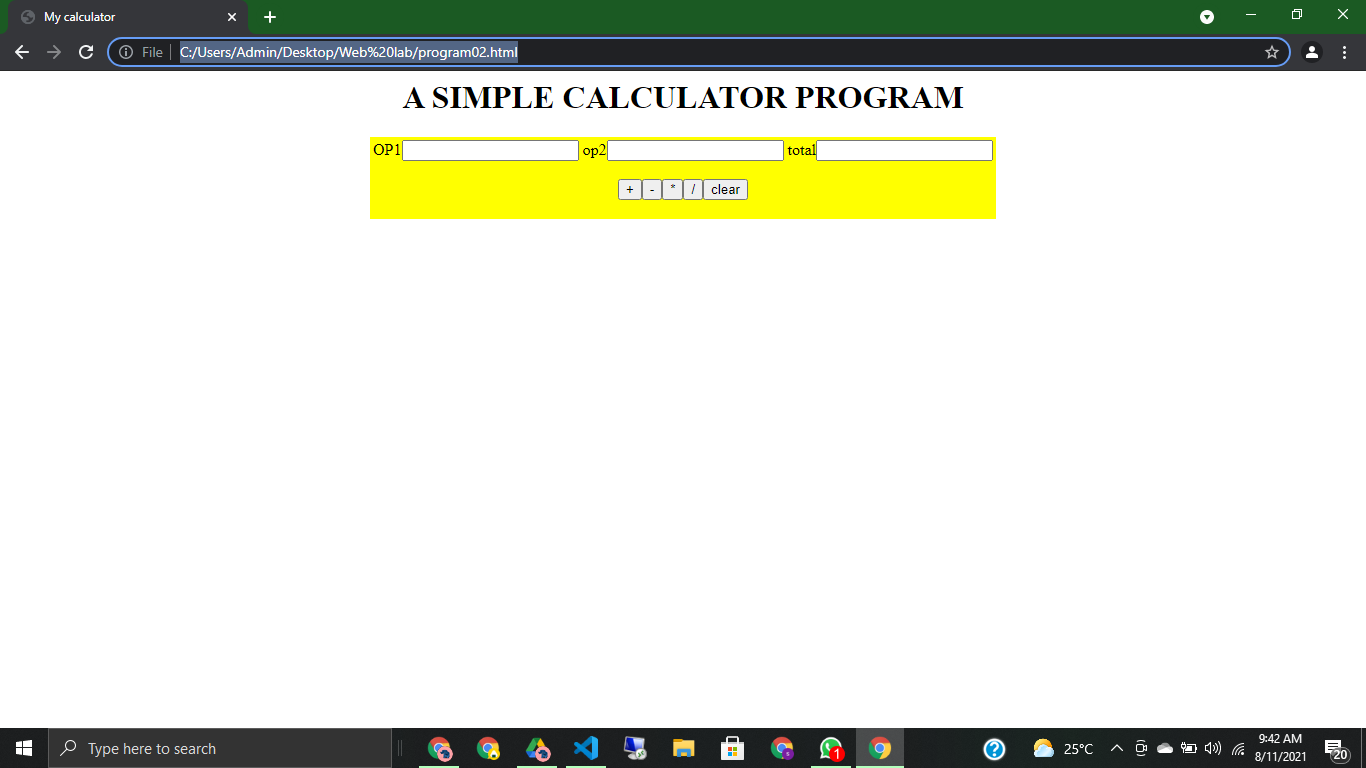 My calculator
File
C:/Users/Admin/Desktop/Web%20lab/program02.html
A SIMPLE CALCULATOR PROGRAM
OP1 op2 total
+ - * / clear
Type here to search
S
1
?
25°C
9:42 AM
8/11/2021
20